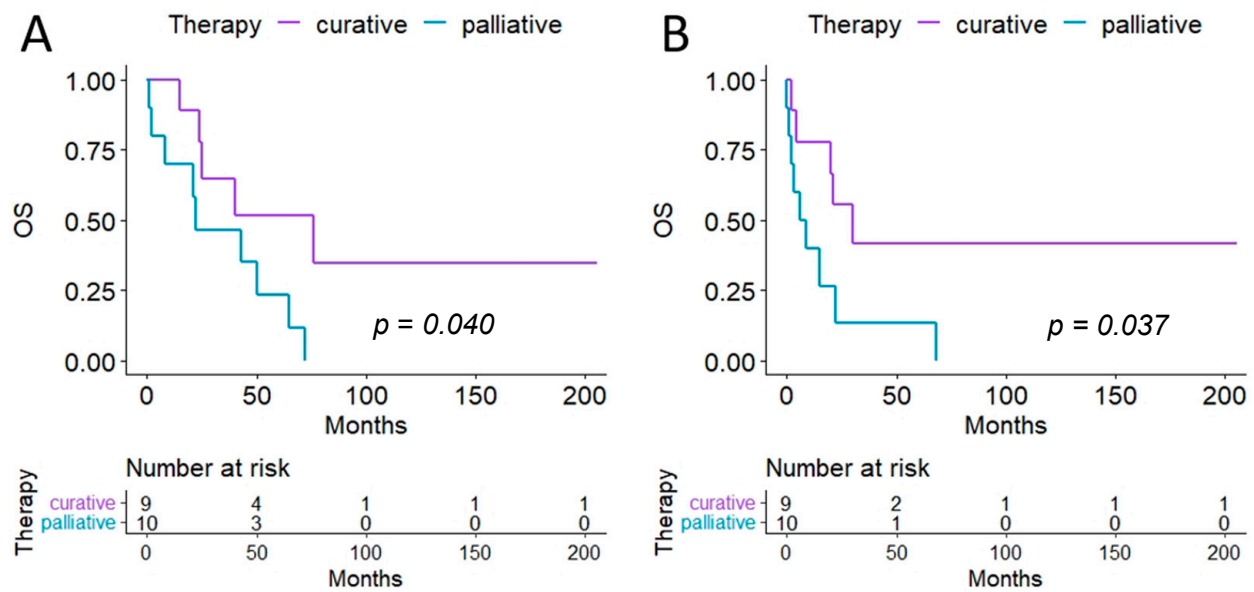 A
Therapy curative palliative
1.00
0.75
0.50
0.25
0.00
OS
p = 0.040
0 50 100 150 200
Months
Number at risk
Therapy
curative 9 4 1 1 1
palliative 10 3 0 0 0
0 50 100 150 200
Months
B
Therapy curative palliative
1.00
0.75
0.50
0.25
0.00
OS
p = 0.037
0 50 100 150 200
Months
Number at risk
Therapy
curative 9 2 1 1 1
palliative 10 1 0 0 0
0 50 100 150 200
Months